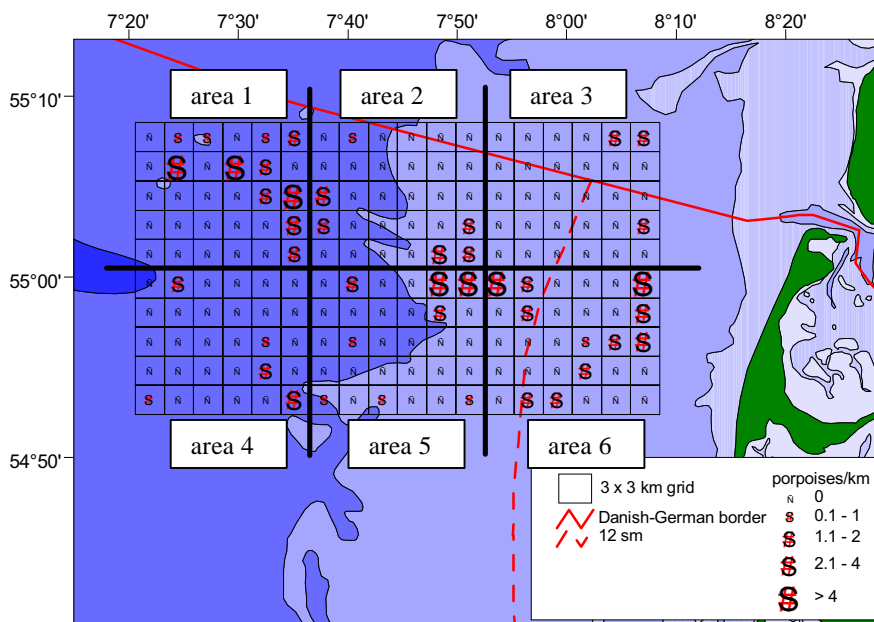 7°20' 7°30' 7°40' 7°50' 8°00' 8°10' 8°20'
area 1 area 2 area 3
55°10'
Ñ S S Ñ S S Ñ S Ñ Ñ Ñ Ñ Ñ Ñ Ñ Ñ S S
Ñ S Ñ S S Ñ Ñ Ñ Ñ Ñ Ñ Ñ Ñ Ñ Ñ Ñ Ñ Ñ
Ñ Ñ Ñ Ñ S S S Ñ Ñ Ñ Ñ Ñ Ñ Ñ Ñ Ñ Ñ Ñ
Ñ Ñ Ñ Ñ Ñ S S Ñ Ñ Ñ Ñ S Ñ Ñ Ñ Ñ Ñ S
Ñ Ñ Ñ Ñ Ñ S Ñ Ñ Ñ Ñ S S Ñ Ñ Ñ Ñ Ñ Ñ
55°00'
Ñ S Ñ Ñ Ñ Ñ Ñ S Ñ Ñ S S S S Ñ Ñ Ñ S
Ñ Ñ Ñ Ñ Ñ Ñ Ñ Ñ Ñ Ñ S Ñ Ñ S Ñ Ñ Ñ S
Ñ Ñ Ñ Ñ S Ñ Ñ S Ñ Ñ Ñ Ñ Ñ Ñ Ñ S S S
Ñ Ñ Ñ Ñ S Ñ Ñ Ñ Ñ Ñ Ñ Ñ Ñ Ñ Ñ S Ñ Ñ
S Ñ Ñ Ñ Ñ S S Ñ S Ñ Ñ S Ñ S S Ñ Ñ Ñ
area 4 area 5 area 6
54°50'
3 x 3 km grid
Danish-German border
12 sm
porpoises/km
Ñ 0
S 0.1 - 1
S 1.1 - 2
S 2.1 - 4
S > 4